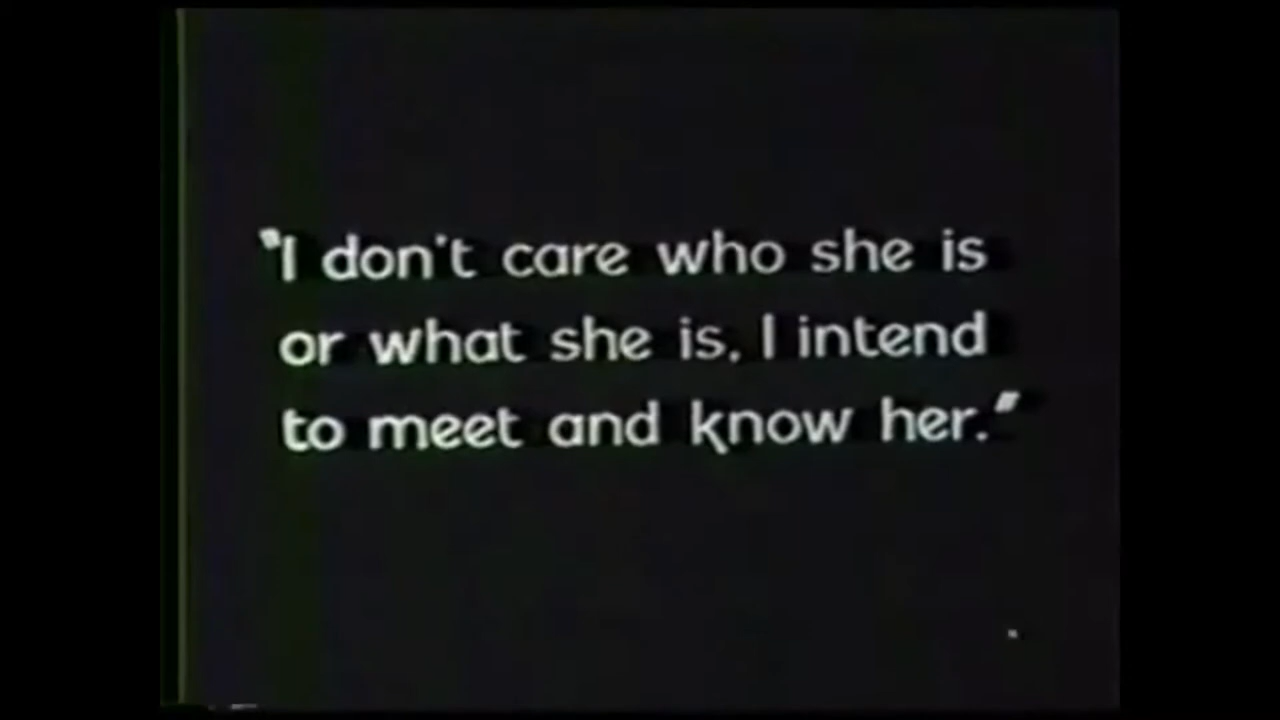 "I don't care who she is
or what she is, I intend
to meet and know her."